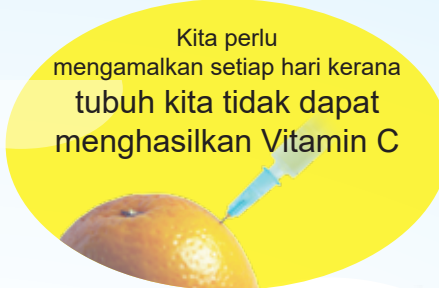 Kita perlu
mengamalkan setiap hari kerana
tubuh kita tidak dapat
menghasilkan Vitamin C